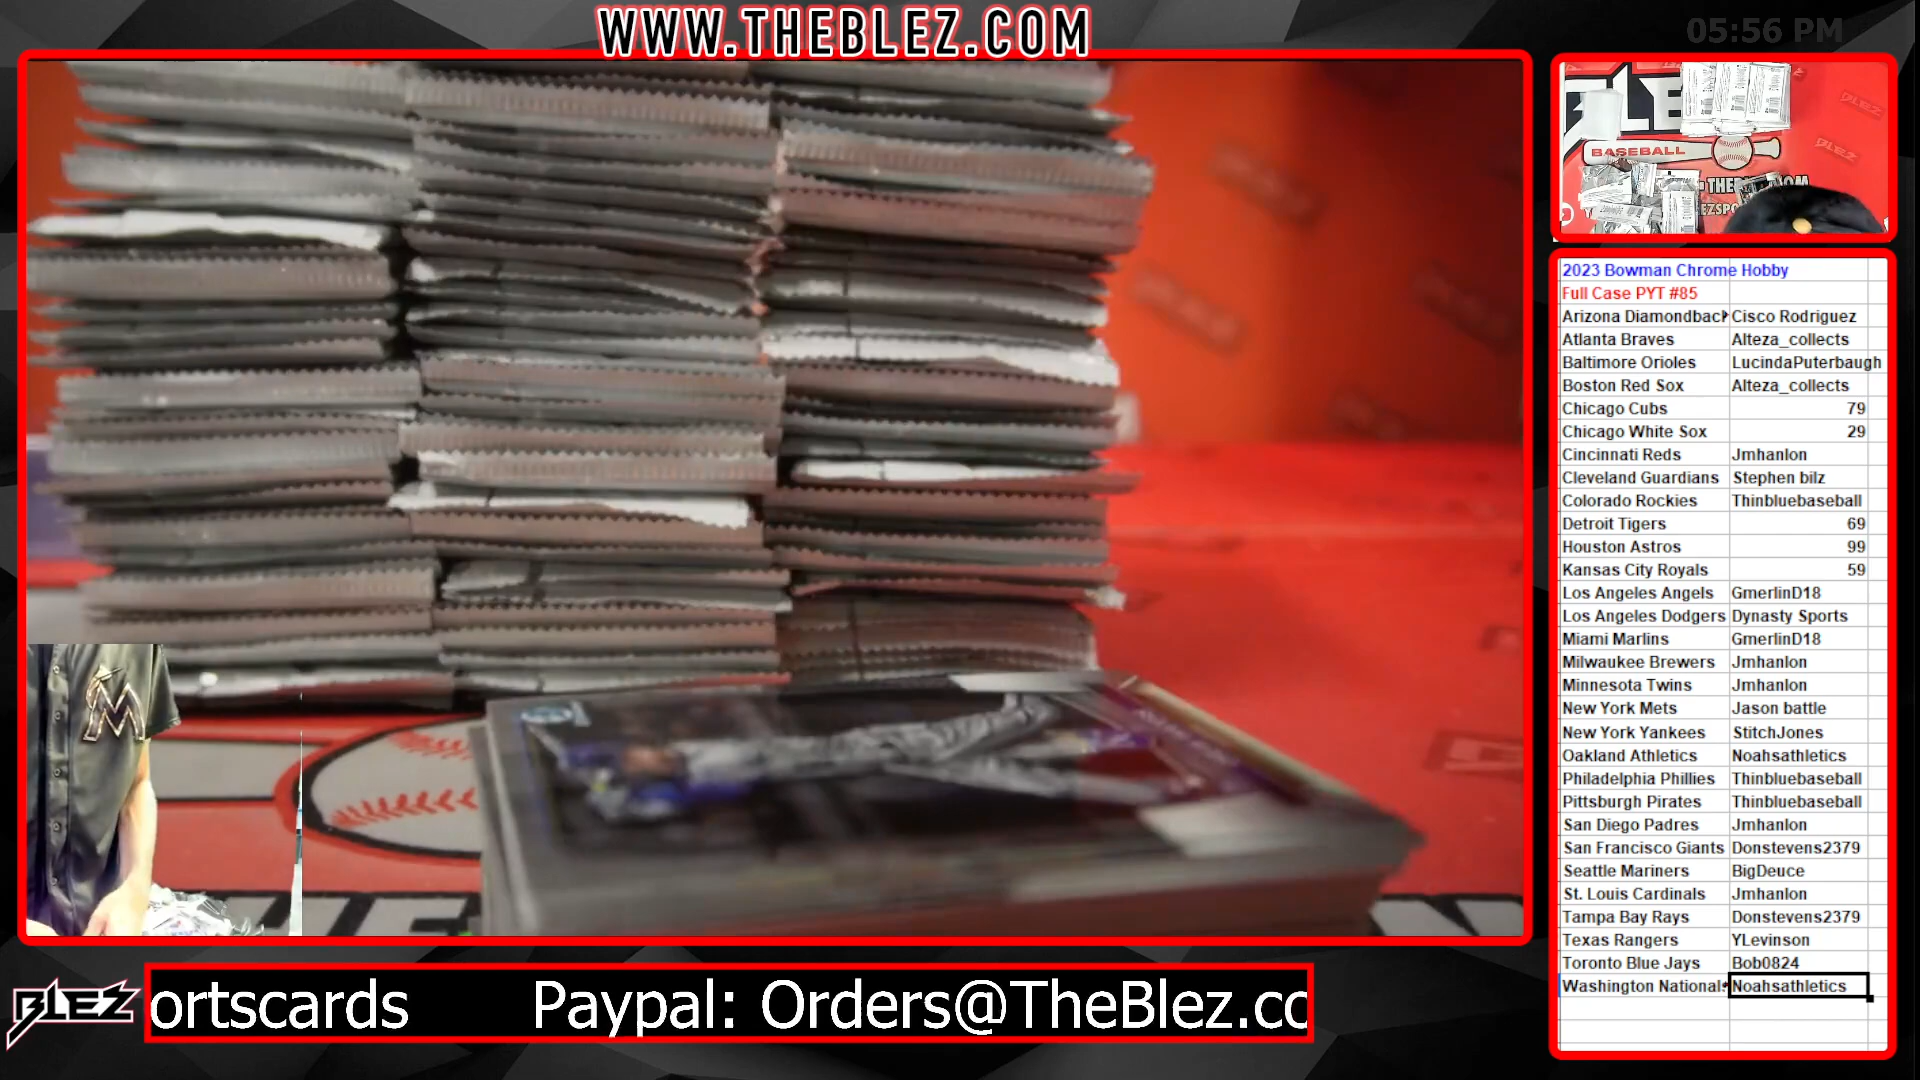 WWW.THEBLEZ.COM
05:56 PM
BASEBALL
2023 Bowman Chrome Hobby
Full Case PYT #85
Arizona Diamondback Cisco Rodriguez
Atlanta Braves Alteza_collects
Baltimore Orioles LucindaPuterbaugh
Boston Red Sox Alteza_collects
Chicago Cubs 79
Chicago White Sox 29
Cincinnati Reds Jmhanlon
Cleveland Guardians Stephen bilz
Colorado Rockies Thinbluebaseball
Detroit Tigers 69
Houston Astros 99
Kansas City Royals 59
Los Angeles Angels GmerlinD18
Los Angeles Dodgers Dynasty Sports
Miami Marlins GmerlinD18
Milwaukee Brewers Jmhanlon
Minnesota Twins Jmhanlon
New York Mets Jason battle
New York Yankees StitchJones
Oakland Athletics Noahsathletics
Philadelphia Phillies Thinbluebaseball
Pittsburgh Pirates Thinbluebaseball
San Diego Padres Jmhanlon
San Francisco Giants Donstevens2379
Seattle Mariners BigDeuce
St. Louis Cardinals Jmhanlon
Tampa Bay Rays Donstevens2379
Texas Rangers YLevinson
Toronto Blue Jays Bob0824
Washington Nationals Noahsathletics
BLEZ
ortscards Paypal: Orders@TheBlez.co